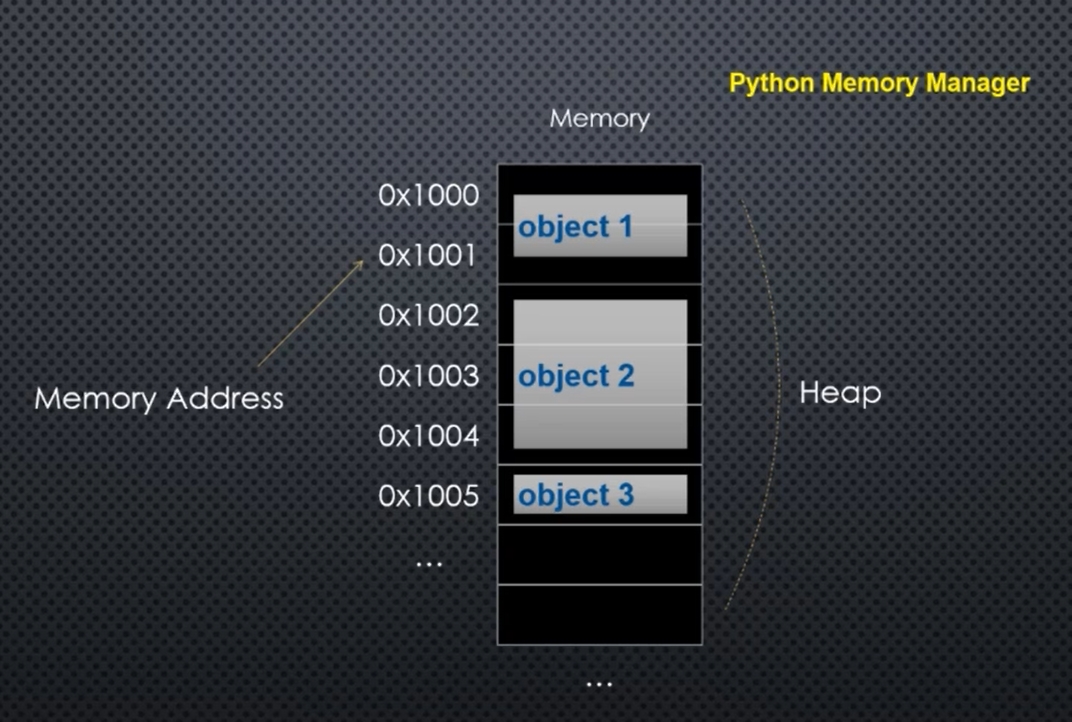 Python Memory Manager
Memory
0x1000
object 1
0x1001
0x1002
0x1003
object 2
Memory Address
Heap
0x1004
0x1005
object 3
...
...